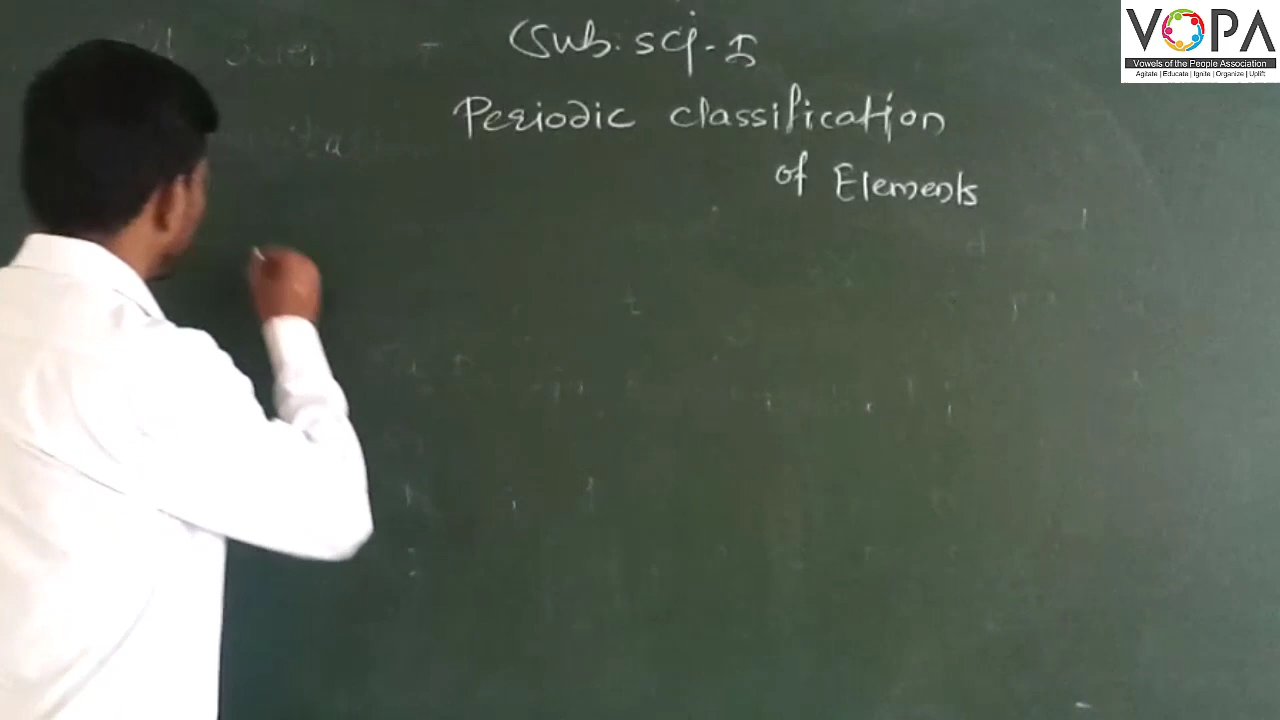 Sub. sci - I
Periodic classification
of Elements
VOPA
Vowels of the People Association
Agitate | Educate | Ignite | Organize | Uplift